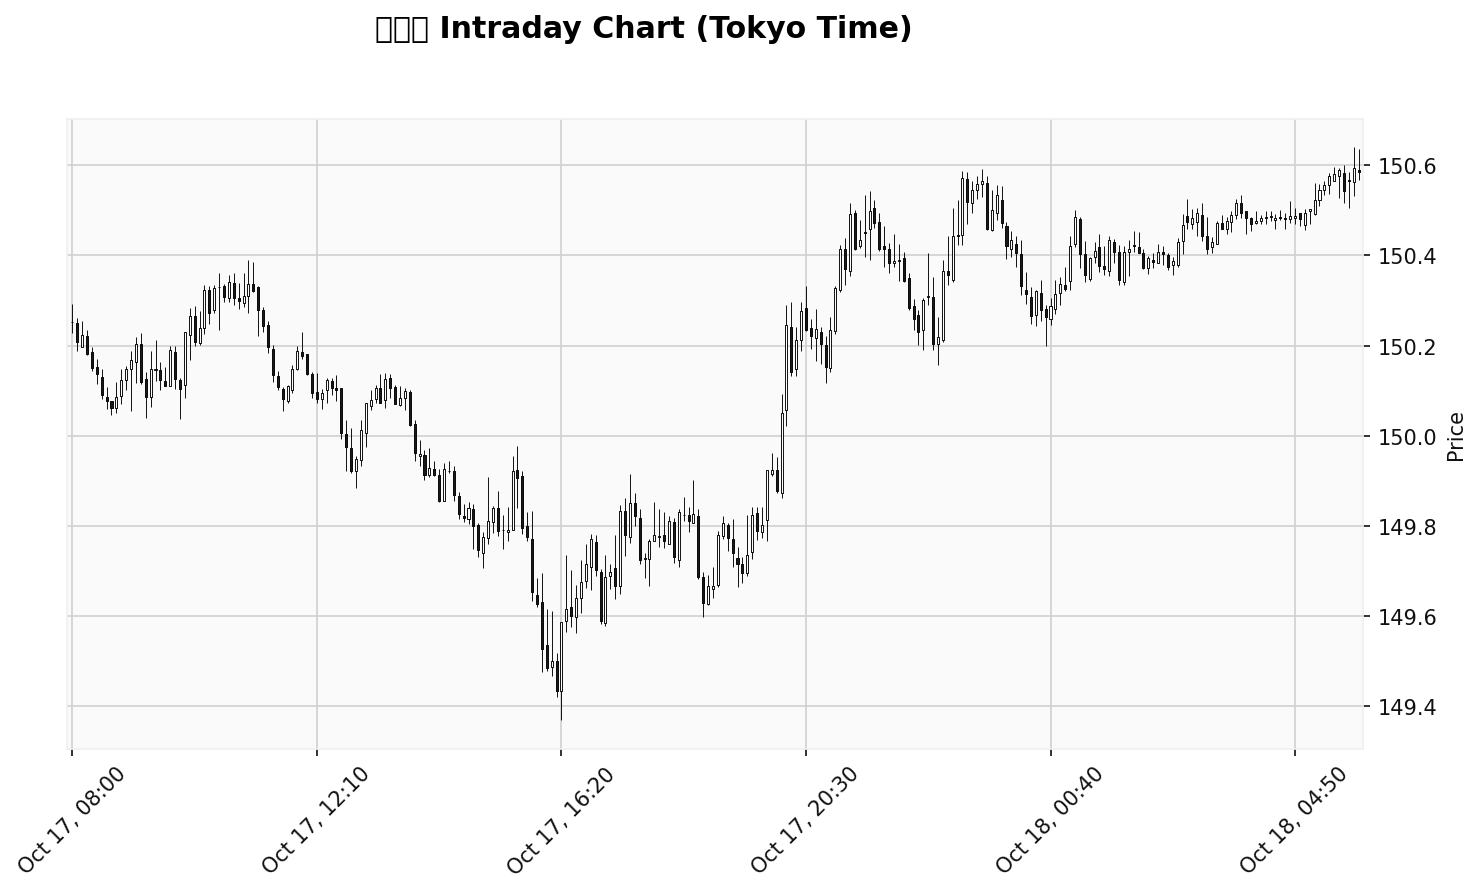 Intraday Chart (Tokyo Time)
150.6
150.4
150.2
150.0
149.8
149.6
149.4
Price
Oct 17, 08:00
Oct 17, 12:10
Oct 17, 16:20
Oct 17, 20:30
Oct 18, 00:40
Oct 18, 04:50